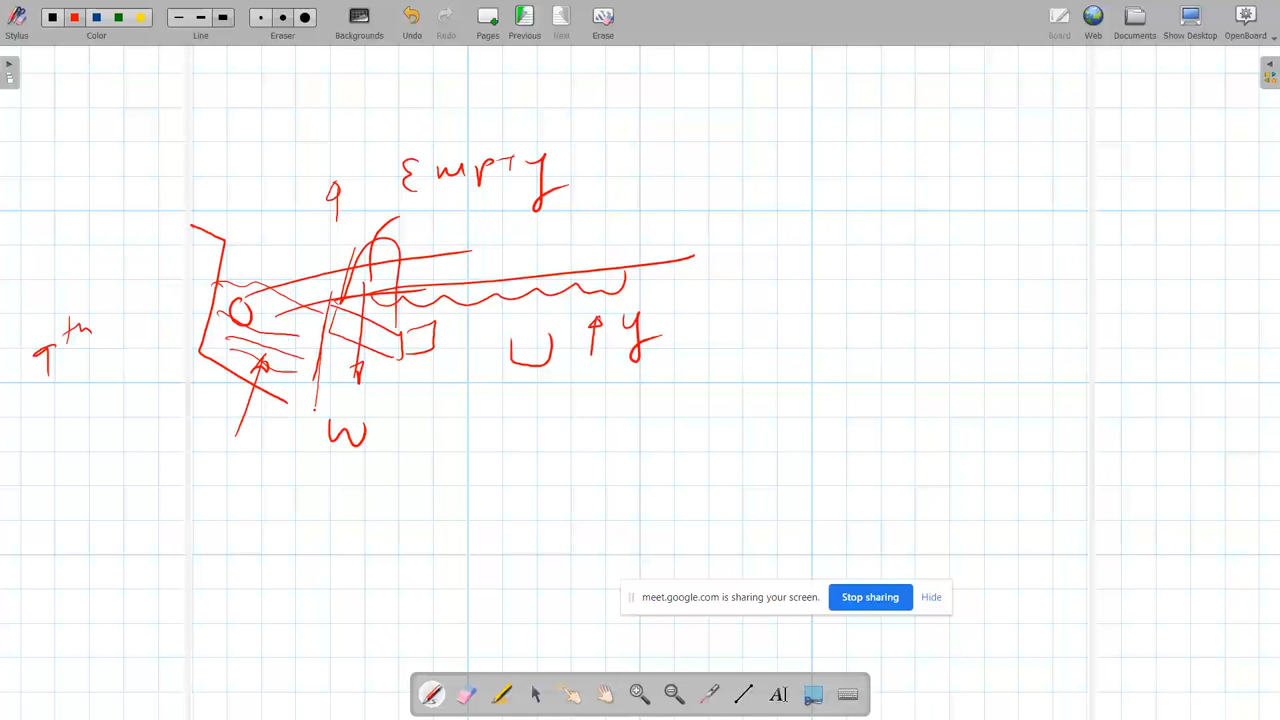 Stylus
Color
Line
Eraser
Backgrounds
Undo
Redo
Pages
Previous
Next
Erase
Board
Web
Documents
Show Desktop
OpenBoard
Empty
y
W
meet.google.com is sharing your screen.
Stop sharing
Hide
AI